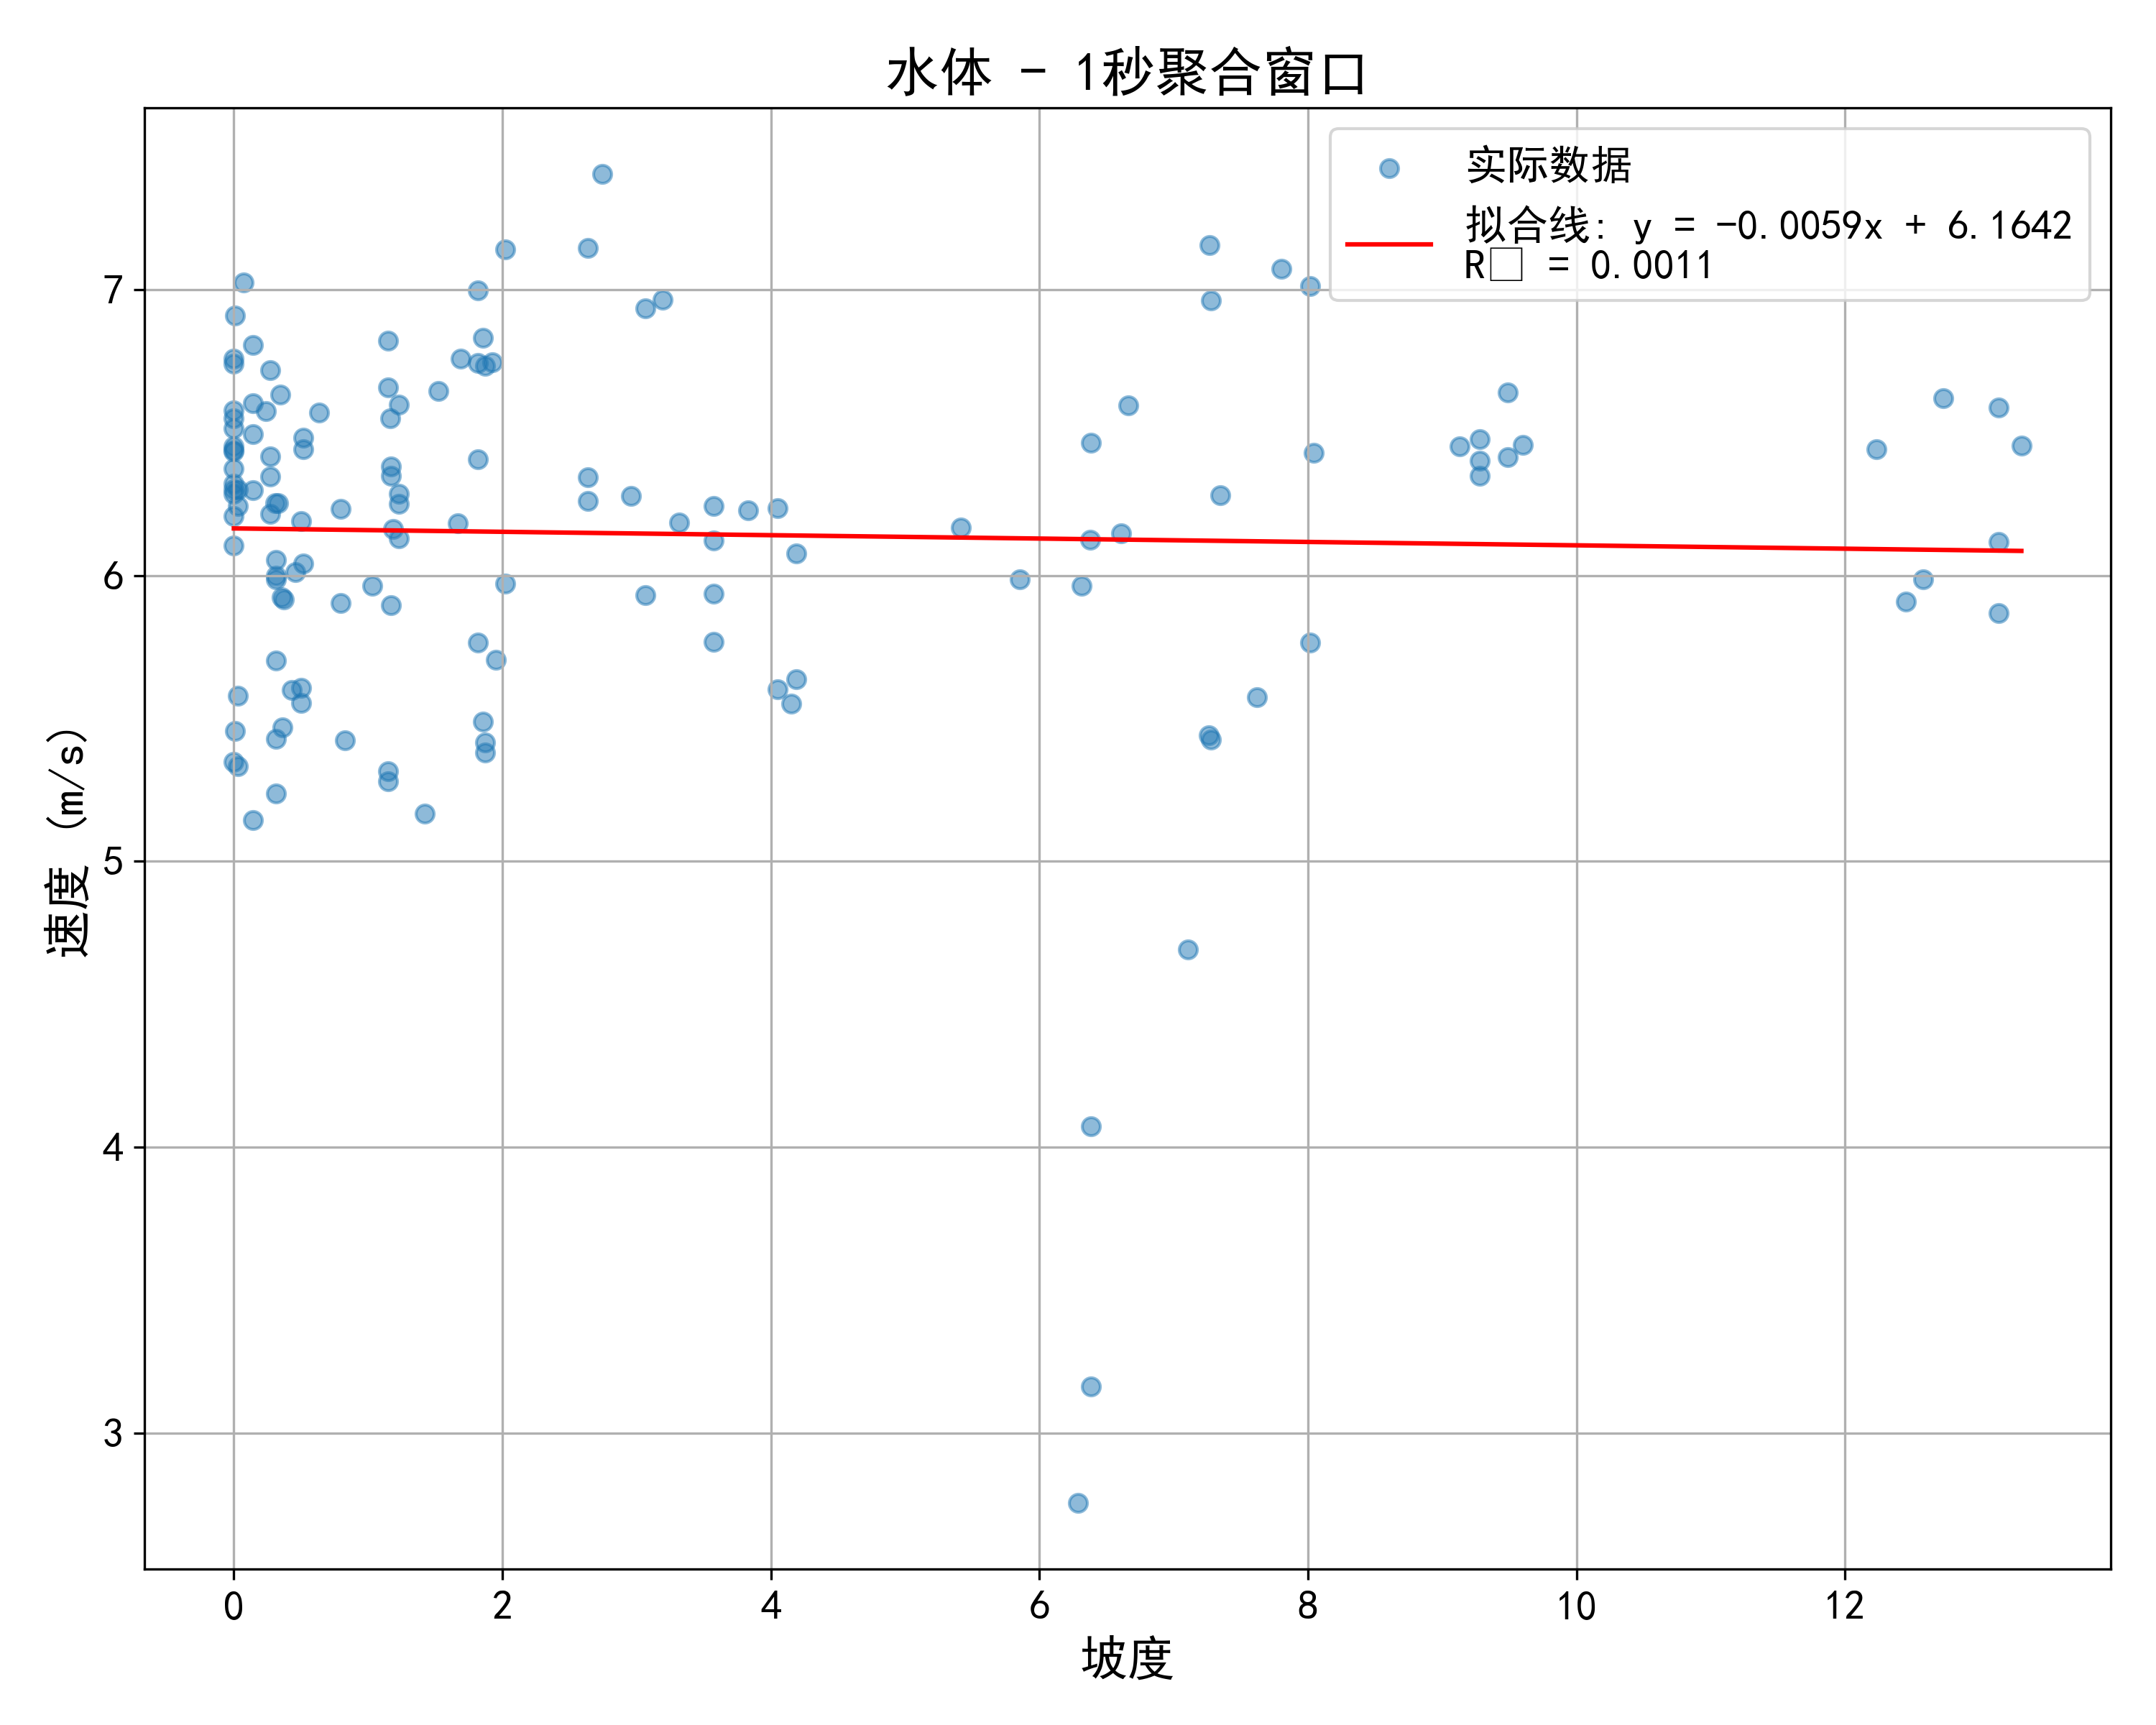 水体 - 1秒聚合窗口
实际数据
拟合线: y = -0.0059x + 6.1642
R□ = 0.0011
7
6
5
4
3
速度 (m/s)
0 2 4 6 8 10 12
坡度